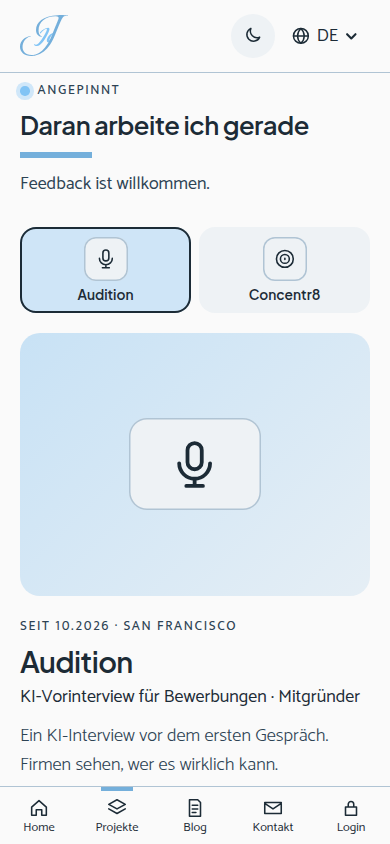 DE
ANGEPINNT
Daran arbeite ich gerade
Feedback ist willkommen.
Audition
Concentr8
SEIT 10.2026 · SAN FRANCISCO
Audition
KI-Vorinterview für Bewerbungen · Mitgründer
Ein KI-Interview vor dem ersten Gespräch.
Firmen sehen, wer es wirklich kann.
Home
Projekte
Blog
Kontakt
Login